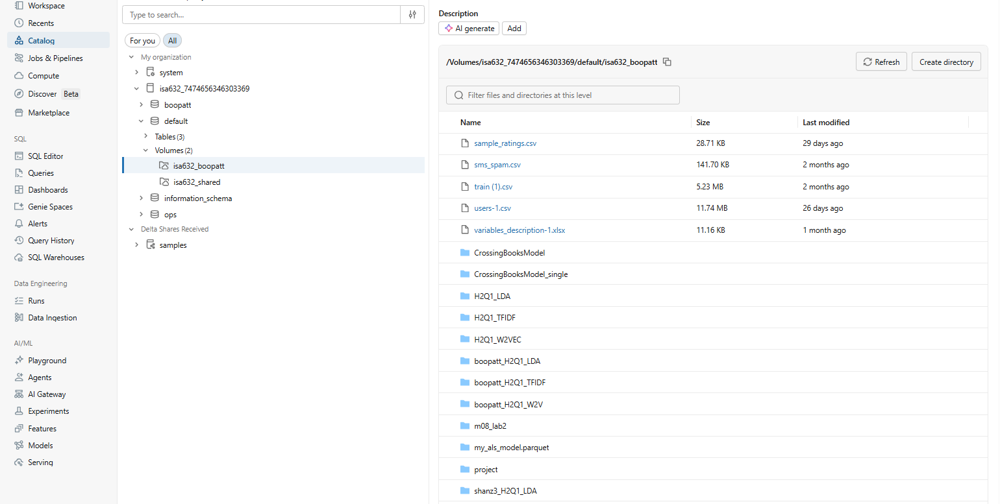 Workspace
Recents
Catalog
Jobs & Pipelines
Compute
Discover Beta
Marketplace
SQL
SQL Editor
Queries
Dashboards
Genie Spaces
Alerts
Query History
SQL Warehouses
Data Engineering
Runs
Data Ingestion
AI/ML
Playground
Agents
AI Gateway
Experiments
Features
Models
Serving
Type to search...
For you All
My organization
system
isa632_7474656346303369
boopatt
default
Tables (3)
Volumes (2)
isa632_boopatt
isa632_shared
information_schema
ops
Delta Shares Received
samples
Description
AI generate Add
/Volumes/isa632_7474656346303369/default/isa632_boopatt Refresh Create directory
Filter files and directories at this level
Name Size Last modified
sample_ratings.csv 28.71 KB 29 days ago
sms_spam.csv 141.70 KB 2 months ago
train (1).csv 5.23 MB 2 months ago
users-1.csv 11.74 MB 26 days ago
variables_description-1.xlsx 11.16 KB 1 month ago
CrossingBooksModel
CrossingBooksModel_single
H2Q1_LDA
H2Q1_TFIDF
H2Q1_W2VEC
boopatt_H2Q1_LDA
boopatt_H2Q1_TFIDF
boopatt_H2Q1_W2V
m08_lab2
my_als_model.parquet
project
shanz3_H2Q1_LDA